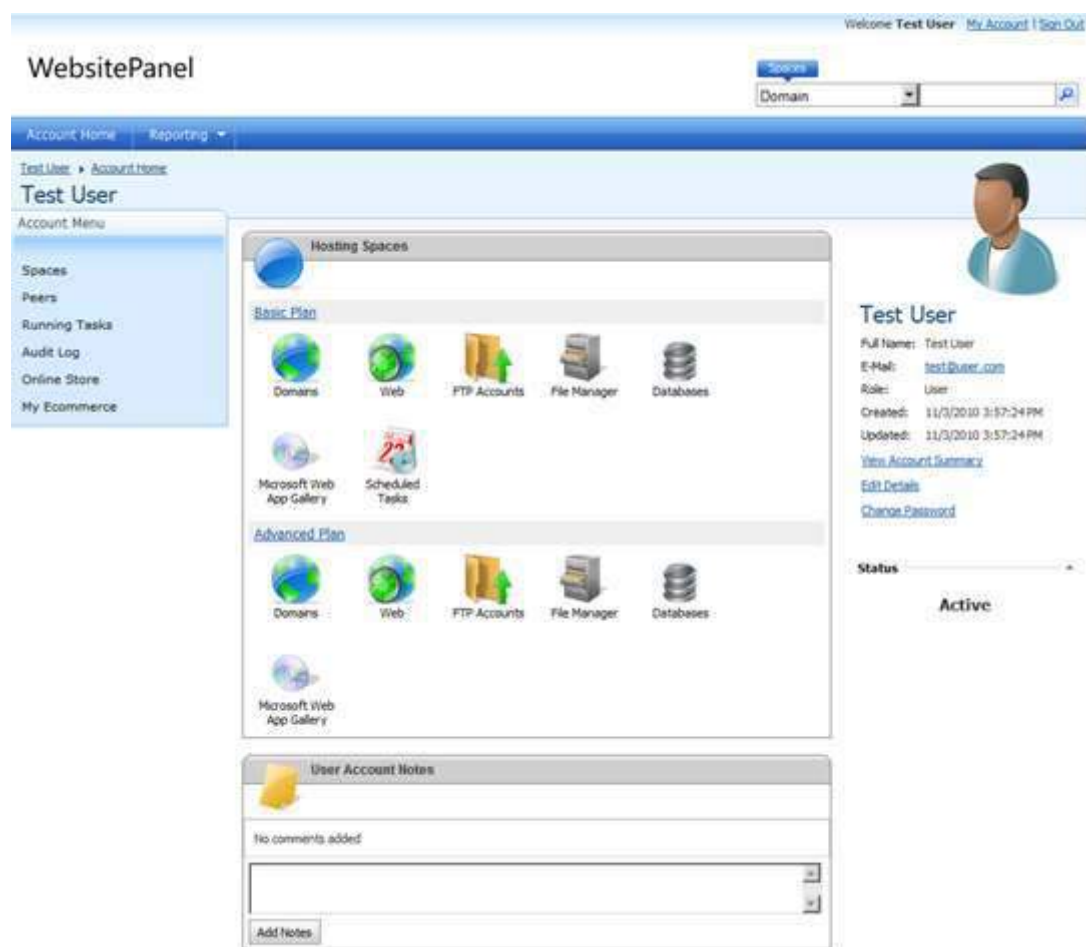 Welcome Test User My Account | Sign Out
WebsitePanel
Spaces
Domain
Account Home Reporting
Test User Account Home
Test User
Account Menu
Spaces
Peers
Running Tasks
Audit Log
Online Store
My Ecommerce
Hosting Spaces
Basic Plan
Domains
Web
FTP Accounts
File Manager
Databases
Microsoft Web
App Gallery
Scheduled
Tasks
Advanced Plan
Domains
Web
FTP Accounts
File Manager
Databases
Microsoft Web
App Gallery
User Account Notes
No comments added
Add Notes
Test User
Full Name: Test User
E-Mail: test@user.com
Role: User
Created: 11/3/2010 3:57:24 PM
Updated: 11/3/2010 3:57:24 PM
View Account Summary
Edit Details
Change Password
Status
Active